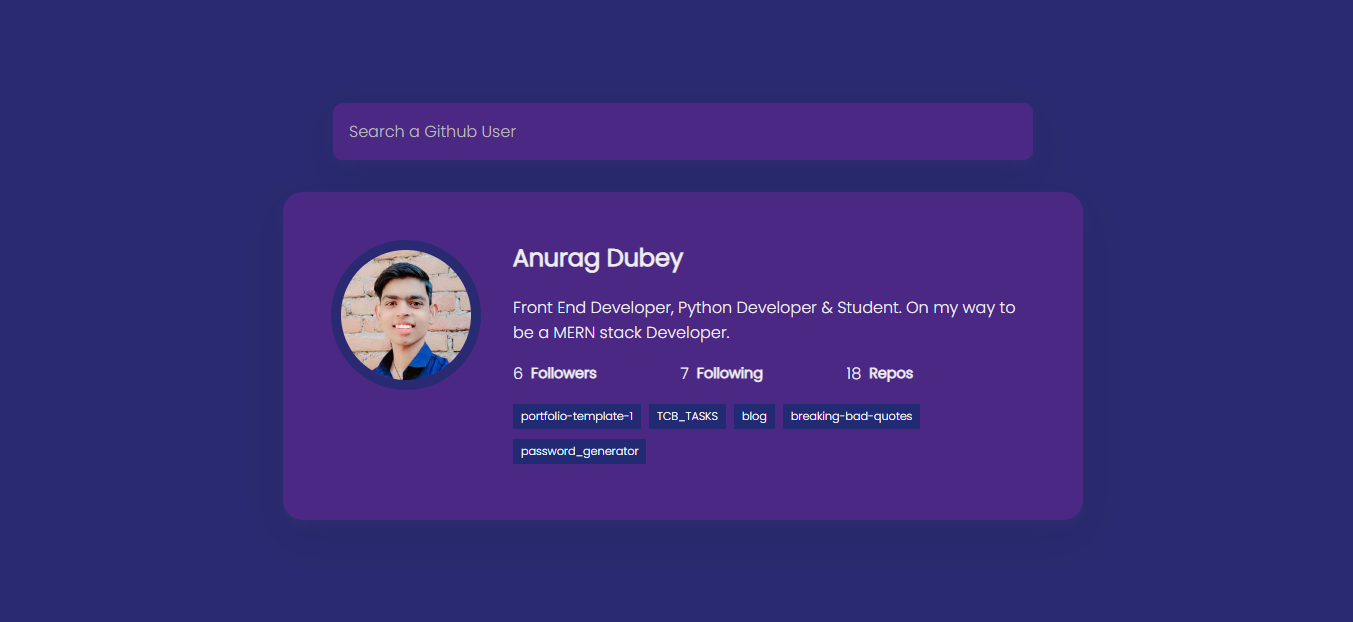 Search a Github User
Anurag Dubey
Front End Developer, Python Developer & Student. On my way to
be a MERN stack Developer.
6 Followers 7 Following 18 Repos
portfolio-template-1 TCB_TASKS blog breaking-bad-quotes
password_generator